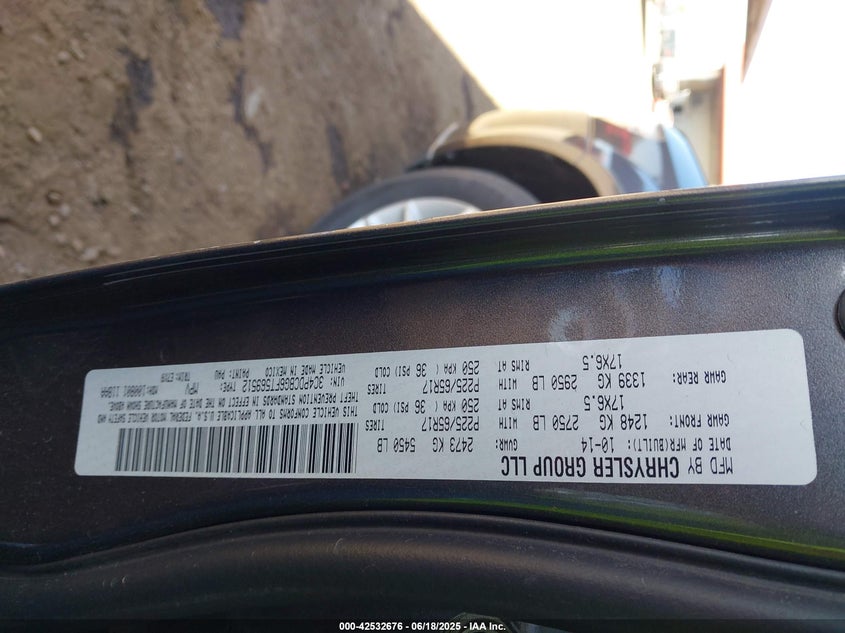 MFD BY CHRYSLER GROUP LLC
DATE OF MFR(BUILT): 10-14 GVWR: 2473 KG 5450 LB
GAWR FRONT: 1248 KG 2750 LB WITH P225/65R17 TIRES
17X6.5 RIMS AT 250 KPA ( 36 PSI) COLD
GAWR REAR: 1339 KG 2950 LB WITH P225/65R17 TIRES
17X6.5 RIMS AT 250 KPA ( 36 PSI) COLD
THIS VEHICLE CONFORMS TO ALL APPLICABLE U.S.A. FEDERAL MOTOR VEHICLE SAFETY AND
THEFT PREVENTION STANDARDS IN EFFECT ON THE DATE OF MANUFACTURE SHOWN ABOVE.
VIN: 3C4PDCBG6FT569512 TYPE: MPV
VEHICLE MADE IN MEXICO PAINT: PAU
000-42532676 - 06/18/2025 - IAA Inc.